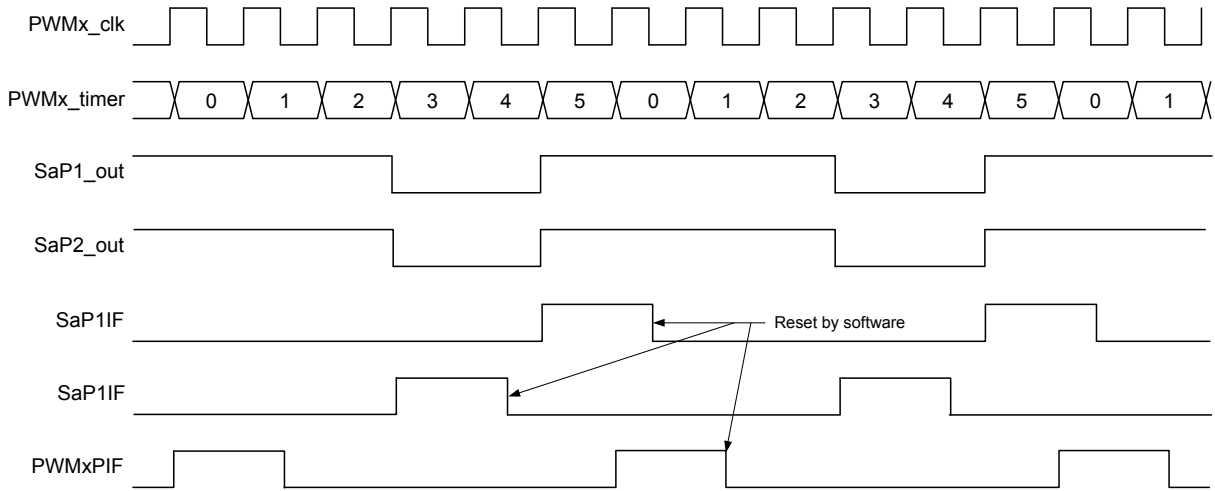 PWMx_clk
PWMx_timer 0 1 2 3 4 5 0 1 2 3 4 5 0 1
SaP1_out
SaP2_out
SaP1IF
Reset by software
SaP1IF
PWMxPIF